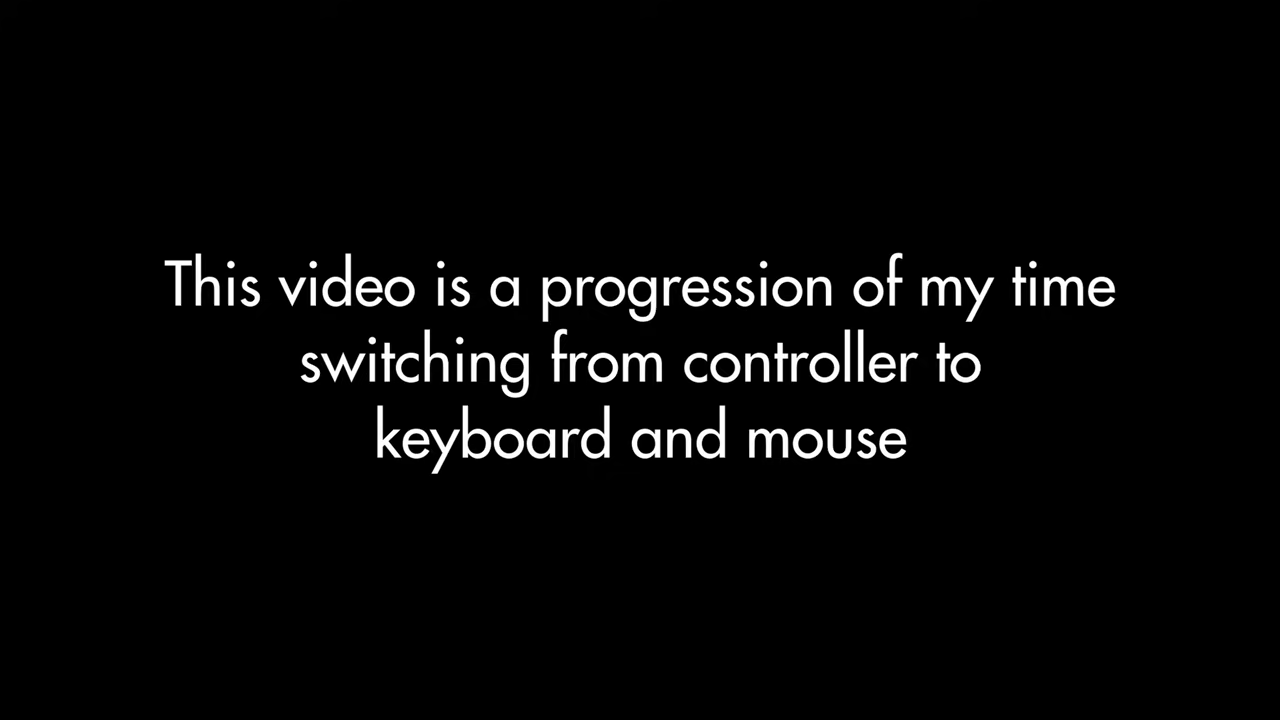 This video is a progression of my time
switching from controller to
keyboard and mouse